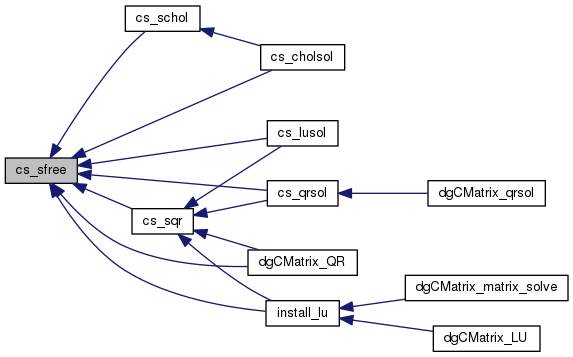 cs_schol
cs_cholsol
cs_lusol
cs_sfree
cs_qrsol
dgCMatrix_qrsol
cs_sqr
dgCMatrix_QR
dgCMatrix_matrix_solve
install_lu
dgCMatrix_LU